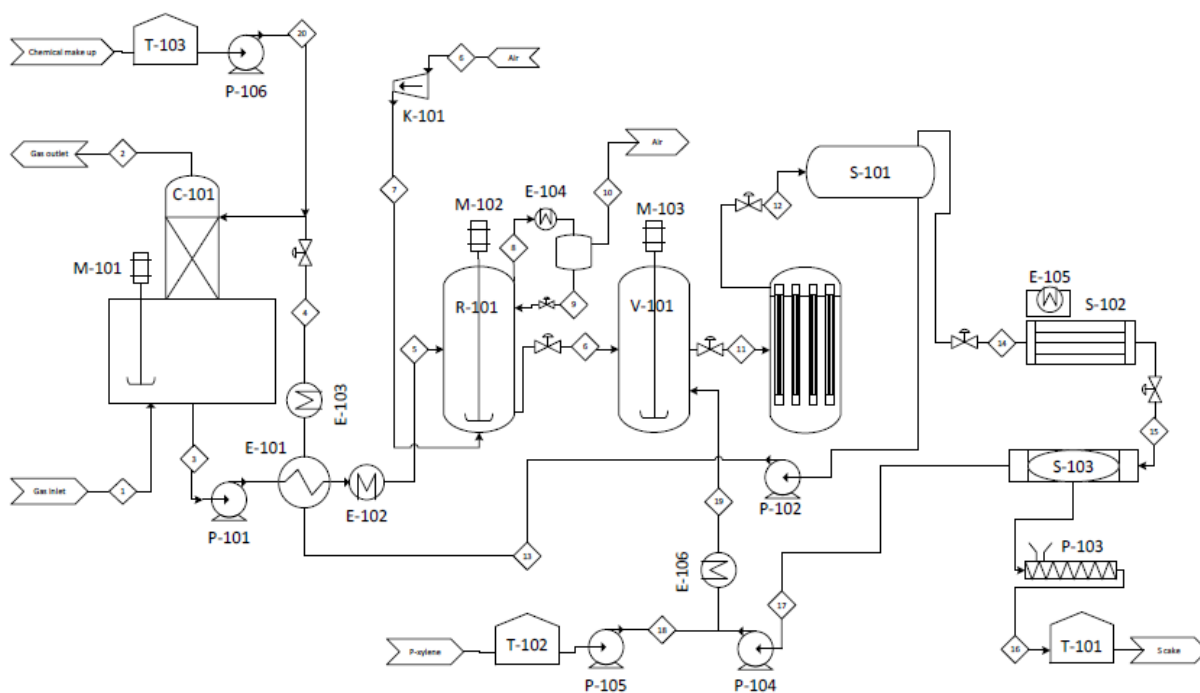 Chemical make up
T-103
20
P-106
6
Air
K-101
Gas outlet
2
C-101
7
M-102
E-104
10
Air
M-103
12
S-101
M-101
8
R-101
9
V-101
E-105
S-102
4
5
6
11
14
E-103
15
3
E-101
S-103
Gas inlet
1
P-101
E-102
P-102
19
13
E-106
P-103
17
P-xylene
T-102
18
P-105
P-104
16
T-101
S cake